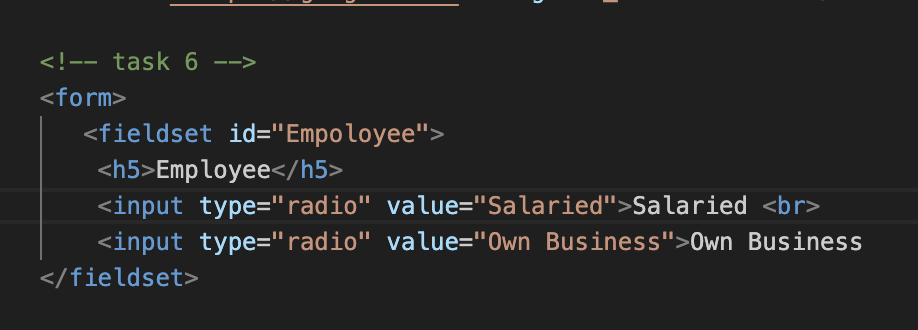 <!-- task 6 -->
<form>
<fieldset id="Empoloyee">
<h5>Employee</h5>
<input type="radio" value="Salaried">Salaried <br>
<input type="radio" value="Own Business">Own Business
</fieldset>